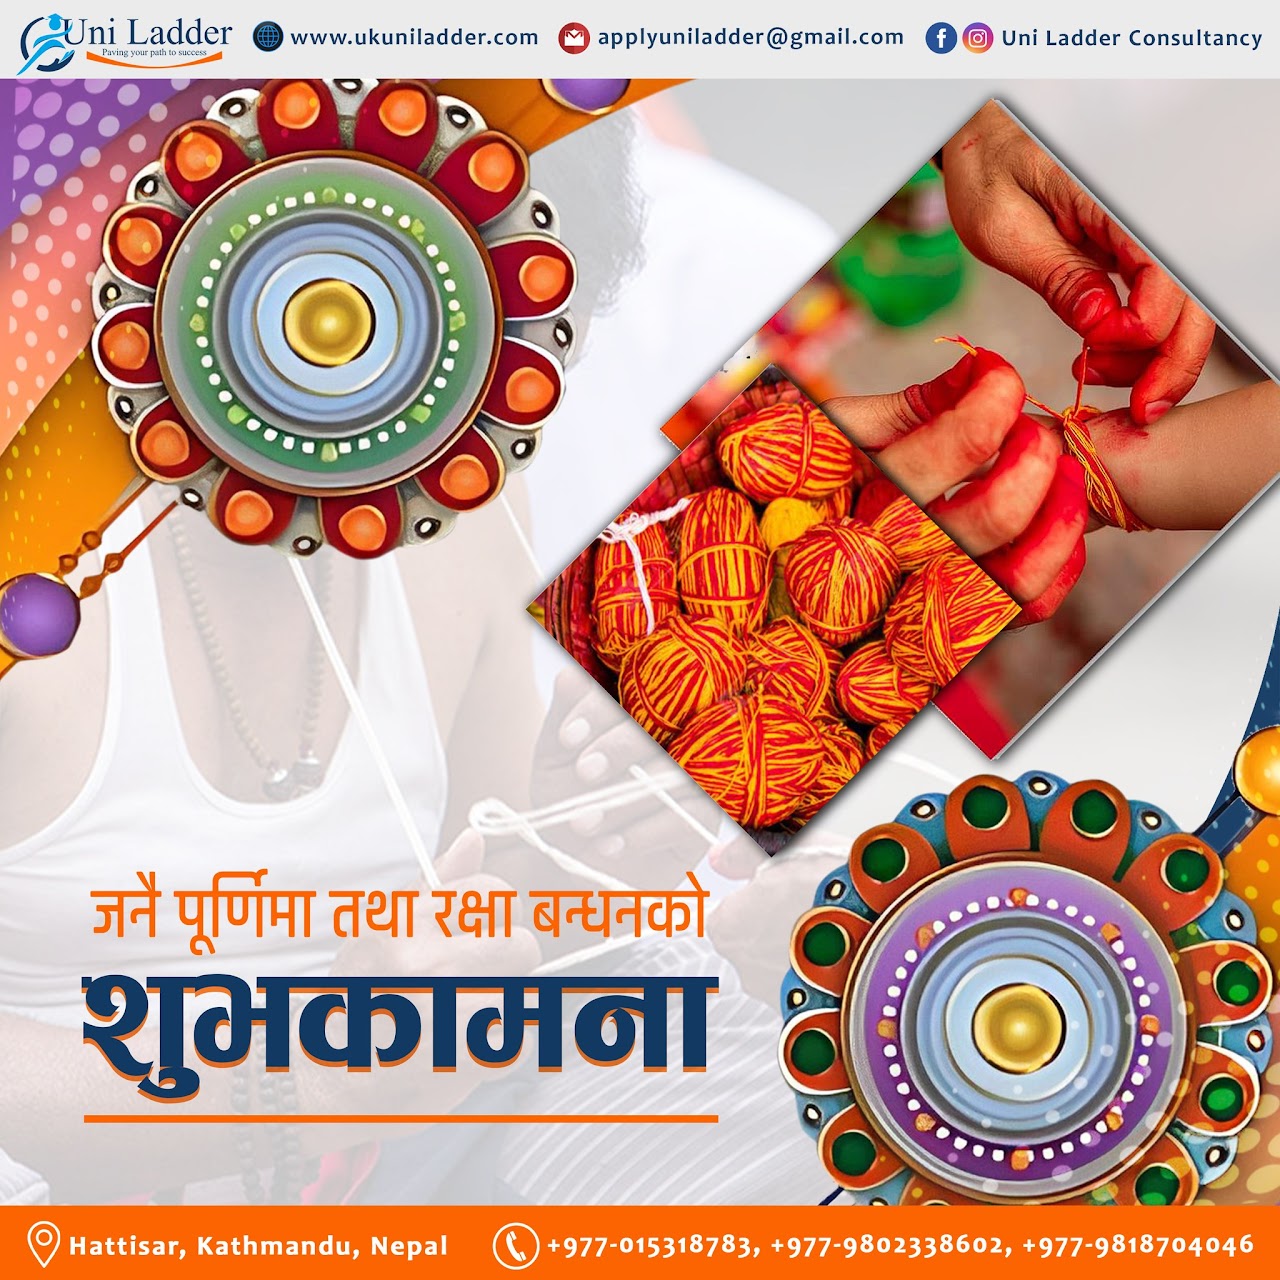 Uni Ladder
Paving your path to success
www.ukuniladder.com
applyuniladder@gmail.com
Uni Ladder Consultancy
जनै पूर्णिमा तथा रक्षा बन्धनको
शुभकामना
Hattisar, Kathmandu, Nepal
+977-015318783, +977-9802338602, +977-9818704046